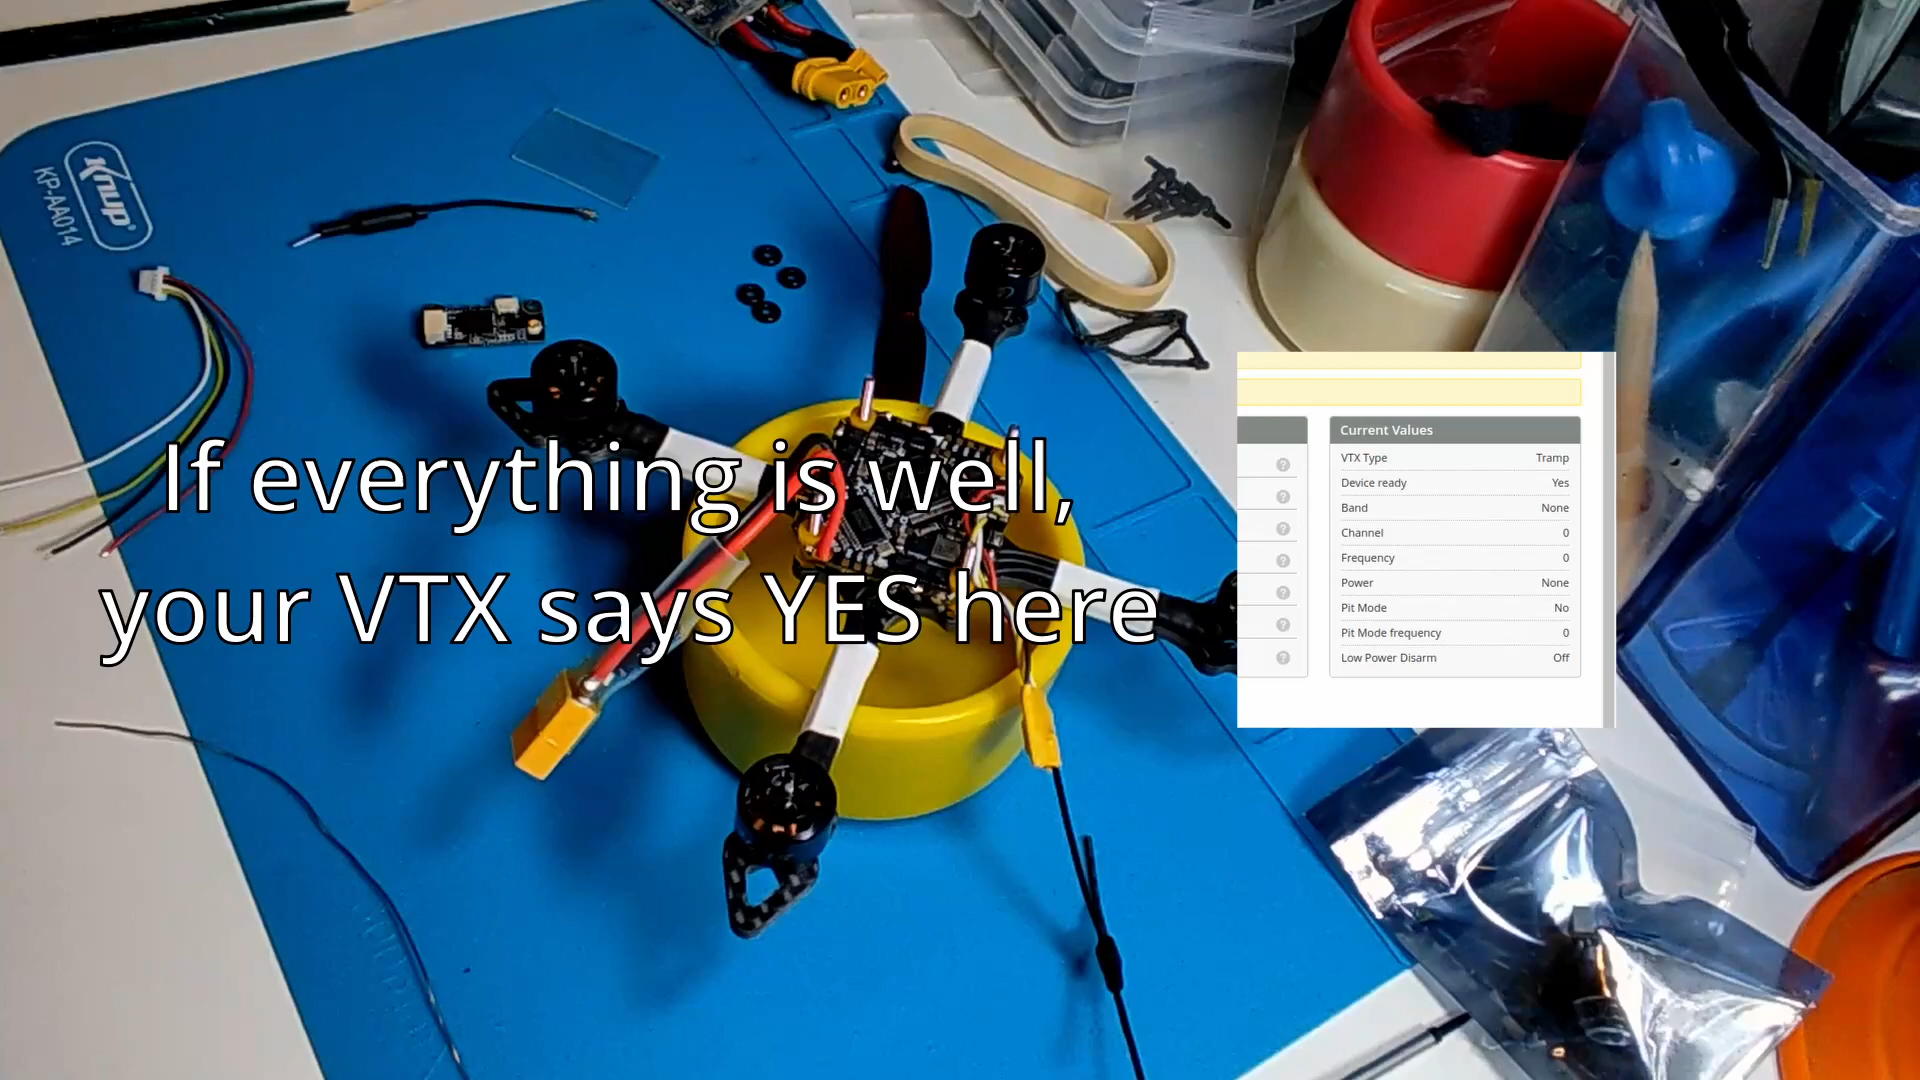 Knup®
KP-AA014
If everything is well,
your VTX says YES here
Current Values
VTX Type Tramp
Device ready Yes
Band None
Channel 0
Frequency 0
Power None
Pit Mode No
Pit Mode frequency 0
Low Power Disarm Off